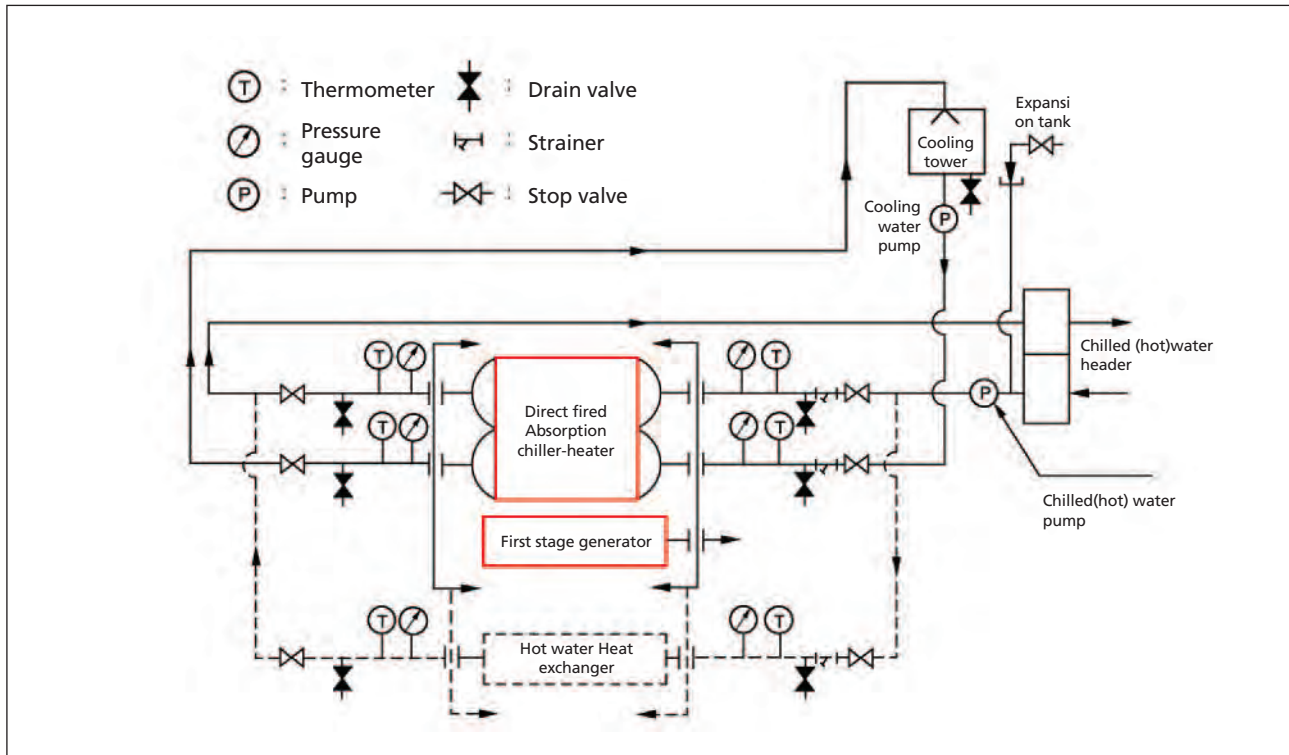 T : Thermometer
: Drain valve
: Pressure
gauge
: Strainer
P : Pump
: Stop valve
Cooling
tower
Expansi
on tank
Cooling
water
pump
P
Chilled (hot)water
header
T
T
Direct fired
Absorption
chiller-heater
P
T
T
Chilled(hot) water
pump
First stage generator
T
T
Hot water Heat
exchanger